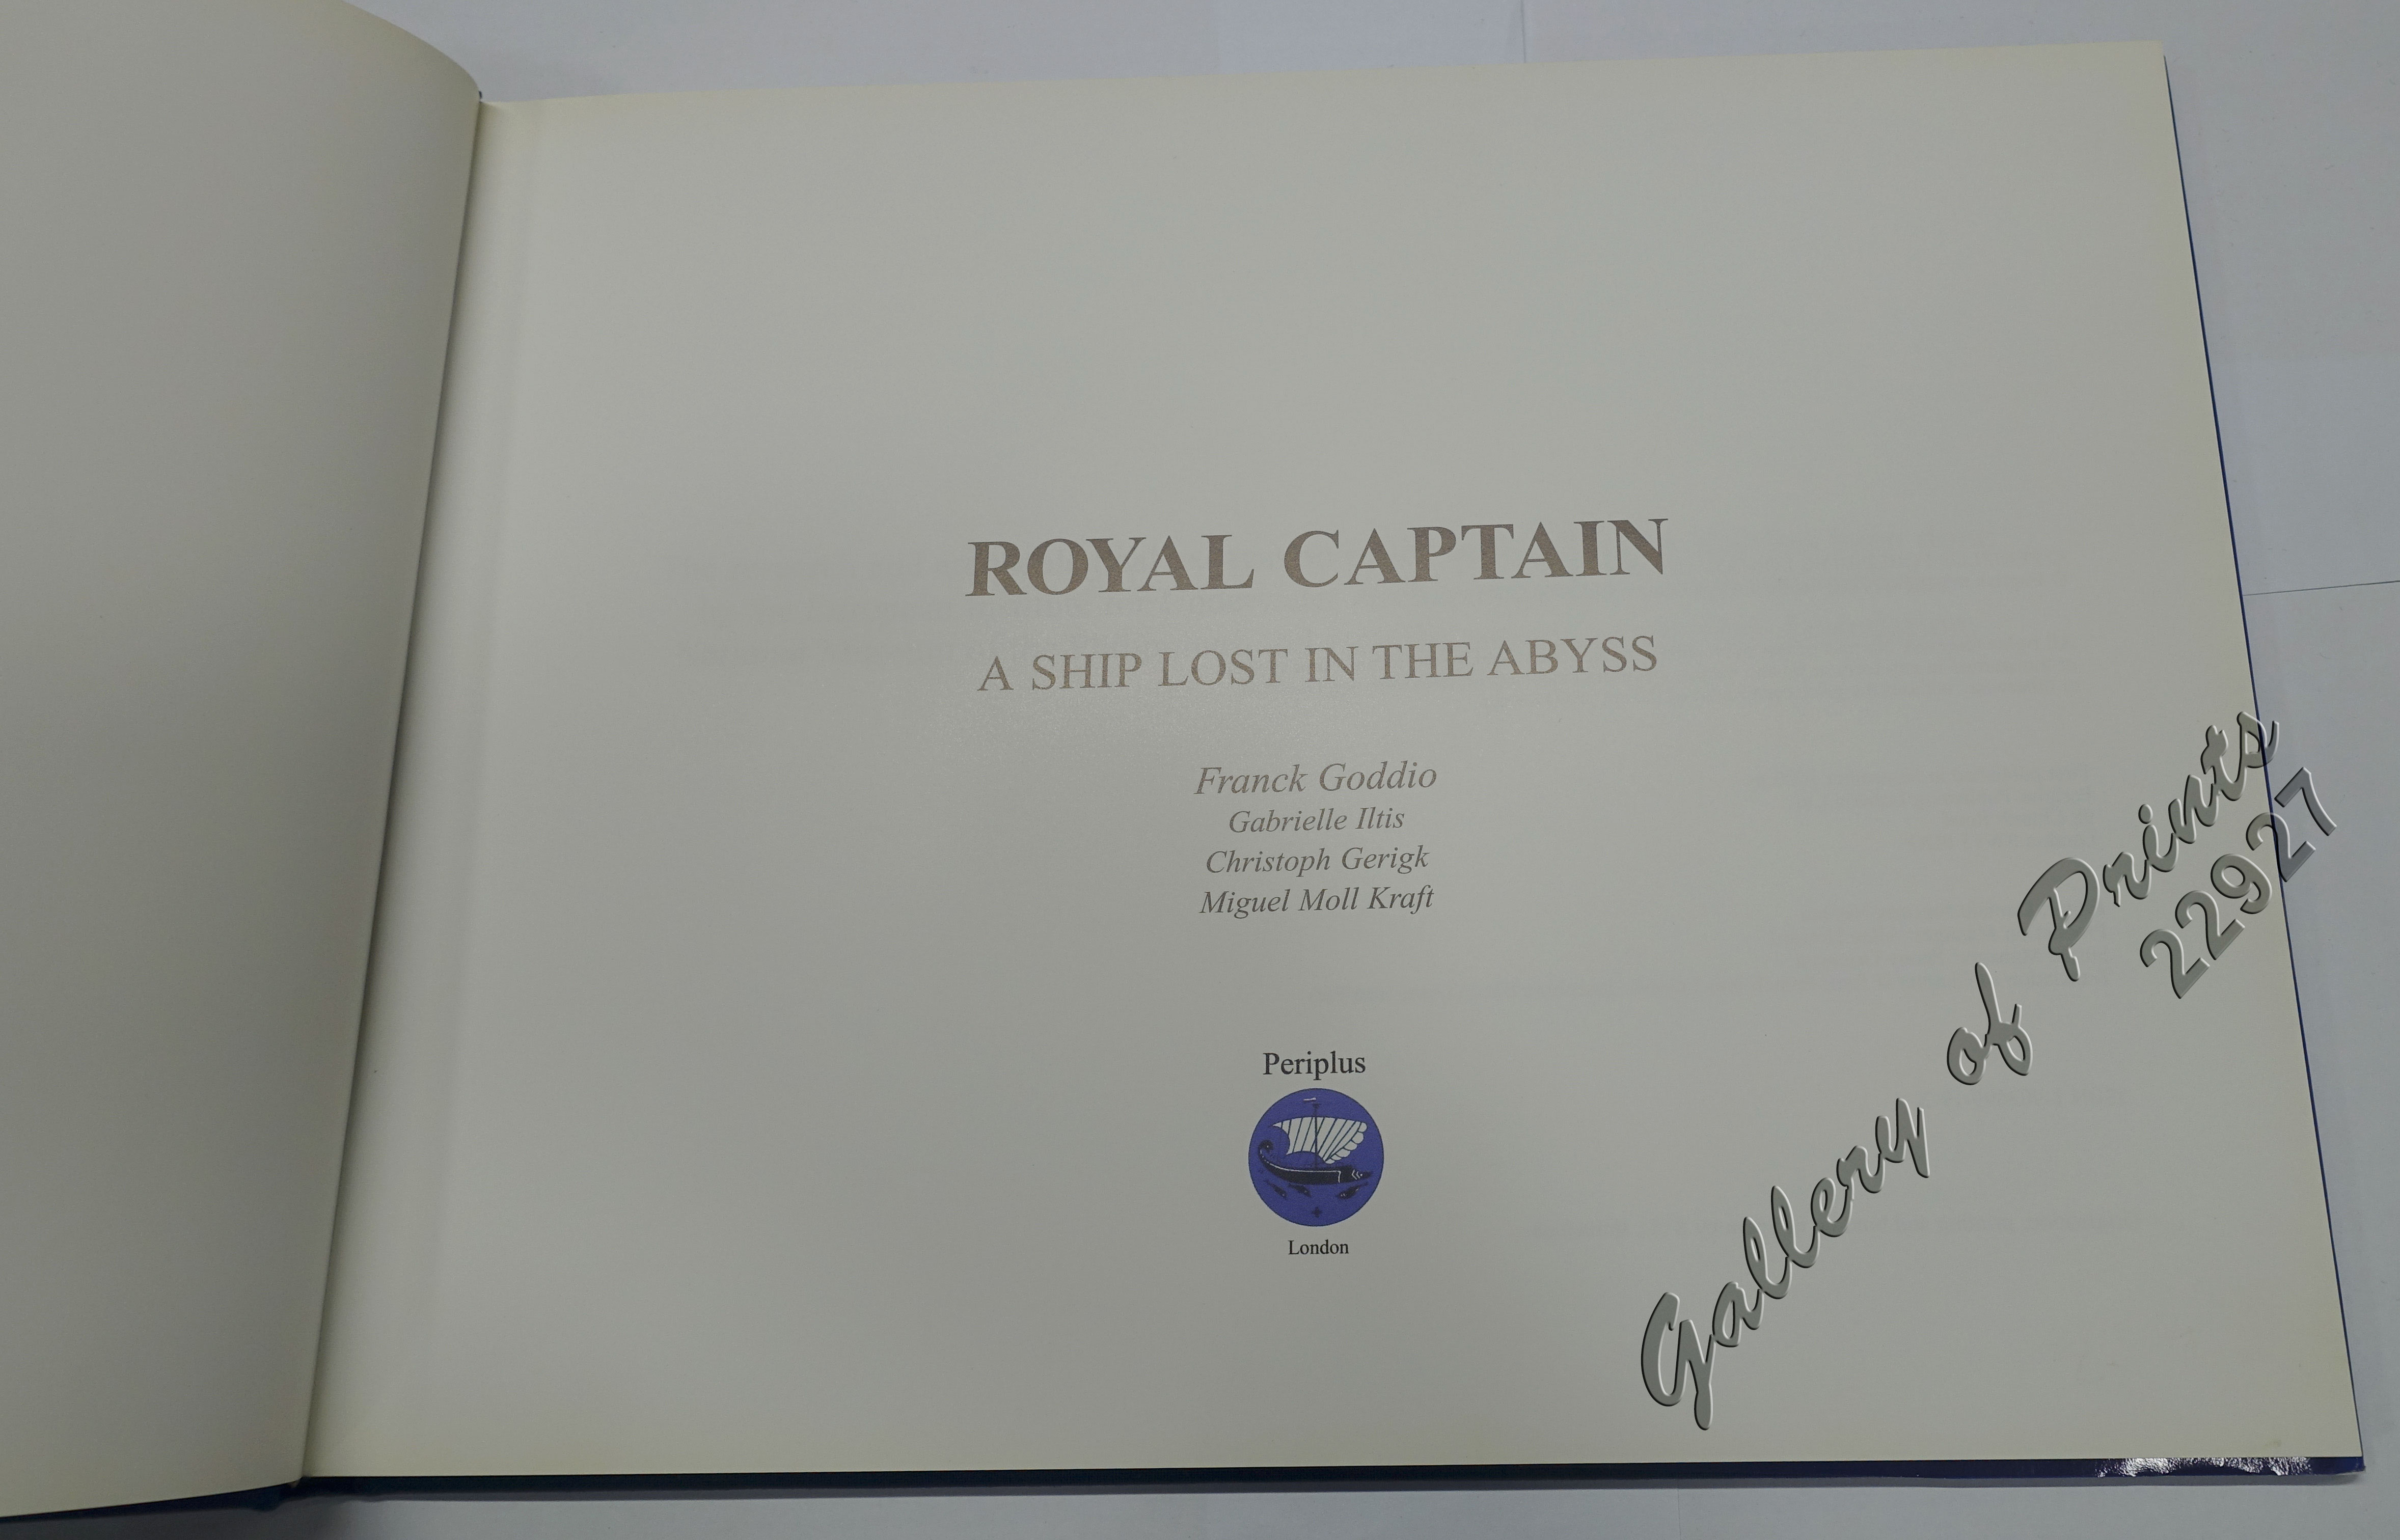 ROYAL CAPTAIN
A SHIP LOST IN THE ABYSS
Franck Goddio
Gabrielle Iltis
Christoph Gerigk
Miguel Moll Kraft
Periplus
London
Gallery of Prints
22927